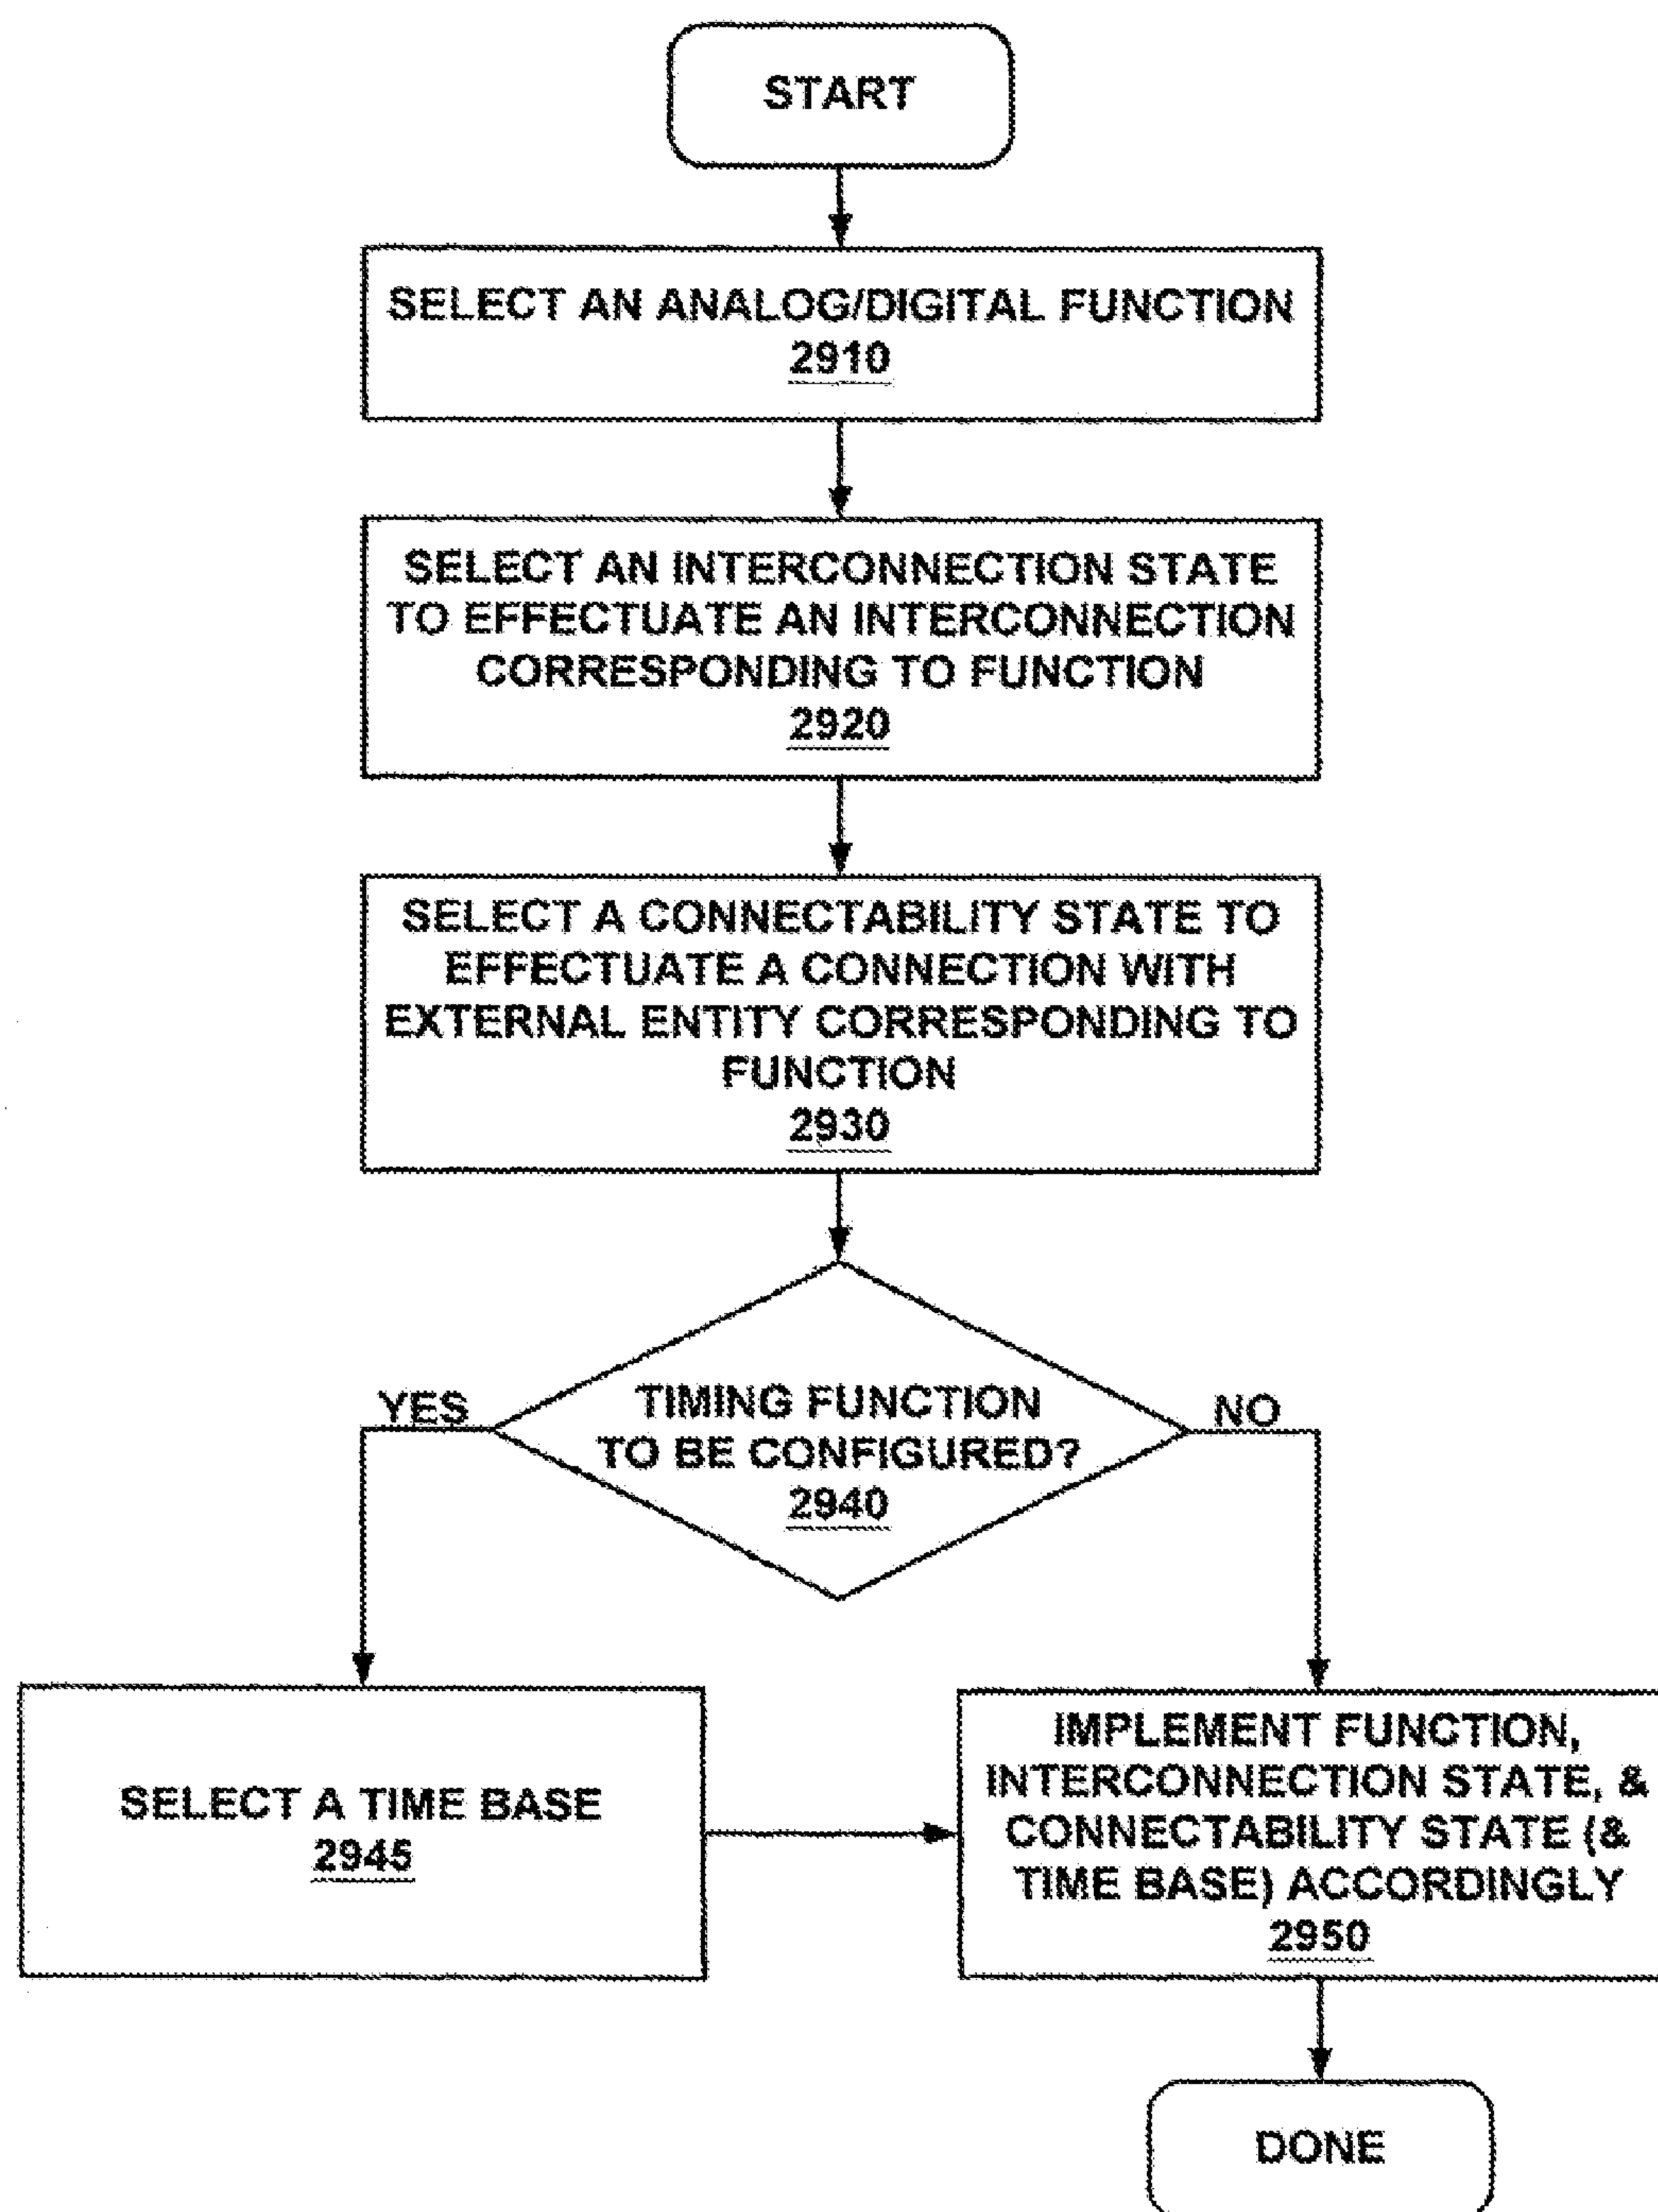 START
SELECT AN ANALOG/DIGITAL FUNCTION
2910
SELECT AN INTERCONNECTION STATE
TO EFFECTUATE AN INTERCONNECTION
CORRESPONDING TO FUNCTION
2920
SELECT A CONNECTABILITY STATE TO
EFFECTUATE A CONNECTION WITH
EXTERNAL ENTITY CORRESPONDING TO
FUNCTION
2930
TIMING FUNCTION
TO BE CONFIGURED?
2940
YES
NO
SELECT A TIME BASE
2945
IMPLEMENT FUNCTION,
INTERCONNECTION STATE, &
CONNECTABILITY STATE (&
TIME BASE) ACCORDINGLY
2950
DONE